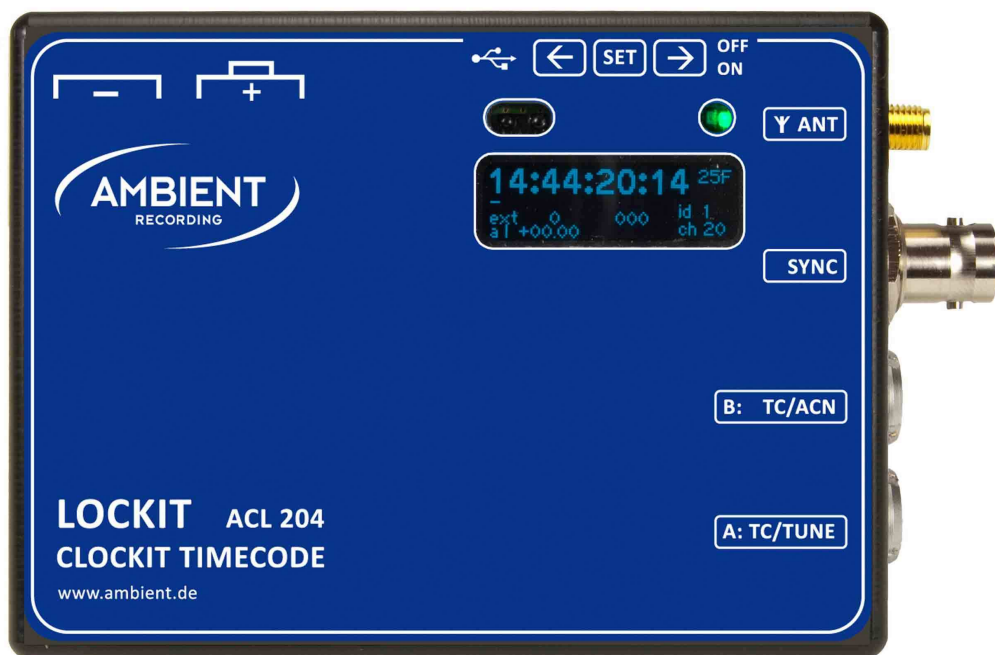 SET
OFF
ON
ANT
14:44:20:14 25F
ext 0 000 id 1
al +00.00 ch 20
AMBIENT
RECORDING
SYNC
B: TC/ACN
LOCKIT ACL 204
A: TC/TUNE
CLOCKIT TIMECODE
www.ambient.de